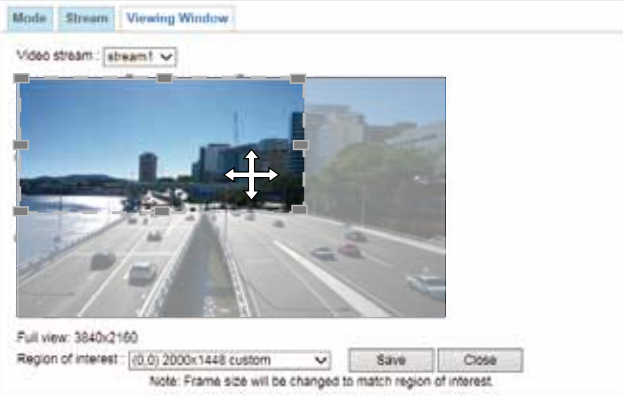 Mode Stream Viewing Window
Video stream : stream1
Full view: 3840x2160
Region of interest : (0,0) 2000x1448 custom Save Close
Note: Frame size will be changed to match region of interest.